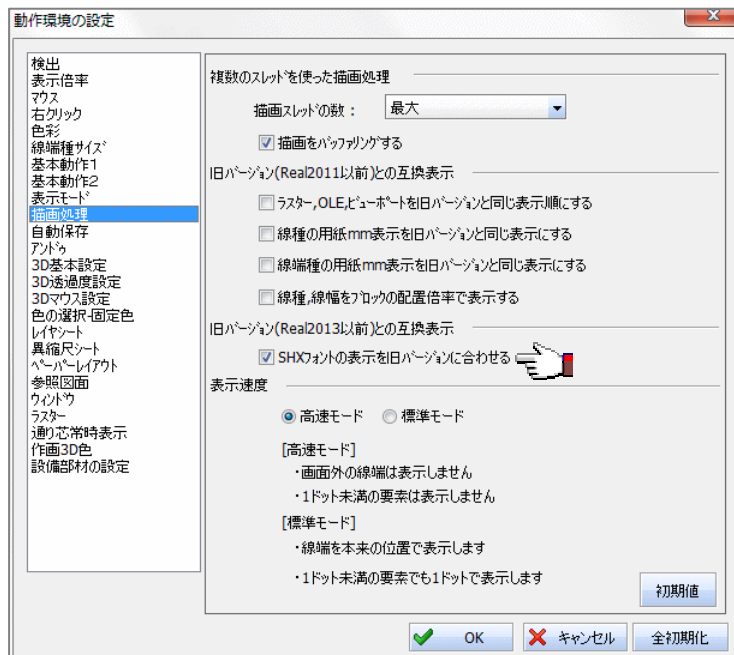 動作環境の設定
検出
表示倍率
マウス
右クリック
色彩
線端種サイズ
基本動作1
基本動作2
表示モード
描画処理
自動保存
アンドゥ
3D基本設定
3D透過度設定
3Dマウス設定
色の選択-固定色
レイヤシート
異縮尺シート
ペーパーレイアウト
参照図面
ウィンドウ
ラスター
通り芯常時表示
作画3D色
設備部材の設定
複数のスレッドを使った描画処理
描画スレッドの数： 最大
描画をバッファリングする
旧バージョン(Real2011以前)との互換表示
ラスター,OLE,ビューポートを旧バージョンと同じ表示順にする
線種の用紙mm表示を旧バージョンと同じ表示にする
線端種の用紙mm表示を旧バージョンと同じ表示にする
線種,線幅をブロックの配置倍率で表示する
旧バージョン(Real2013以前)との互換表示
SHXフォントの表示を旧バージョンに合わせる
表示速度
高速モード 標準モード
[高速モード]
・画面外の線端は表示しません
・1ドット未満の要素は表示しません
[標準モード]
・線端を本来の位置で表示します
・1ドット未満の要素でも1ドットで表示します
初期値
OK キャンセル 全初期化